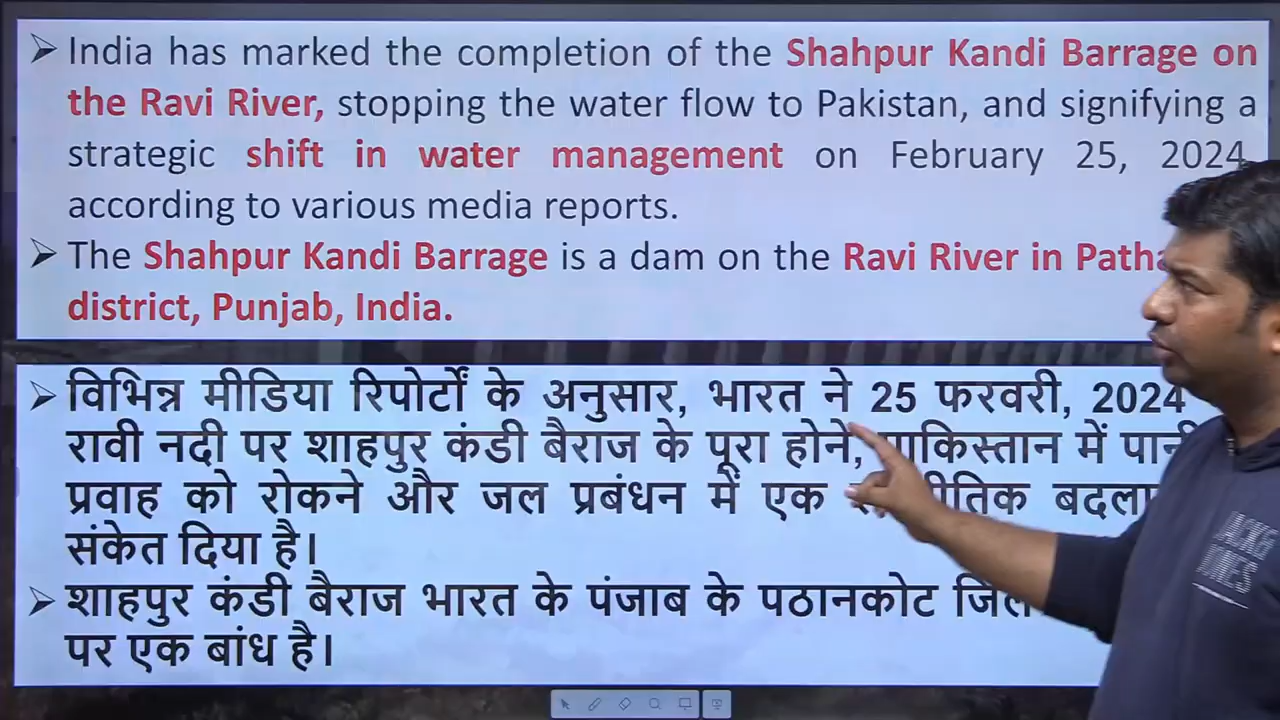 ➢ India has marked the completion of the Shahpur Kandi Barrage on
the Ravi River, stopping the water flow to Pakistan, and signifying a
strategic shift in water management on February 25, 2024,
according to various media reports.
➢ The Shahpur Kandi Barrage is a dam on the Ravi River in
district, Punjab, India.
➢ विभिन्न मीडिया रिपोर्टों के अनुसार, भारत ने 25 फरवरी, 2024
रावी नदी पर शाहपुर कंडी बैराज के पूरा होने, में
प्रवाह को रोकने और जल प्रबंधन में एक
संकेत दिया है।
➢ शाहपुर कंडी बैराज भारत के पंजाब के पठानकोट
पर एक बांध है।
JACK&
JONES